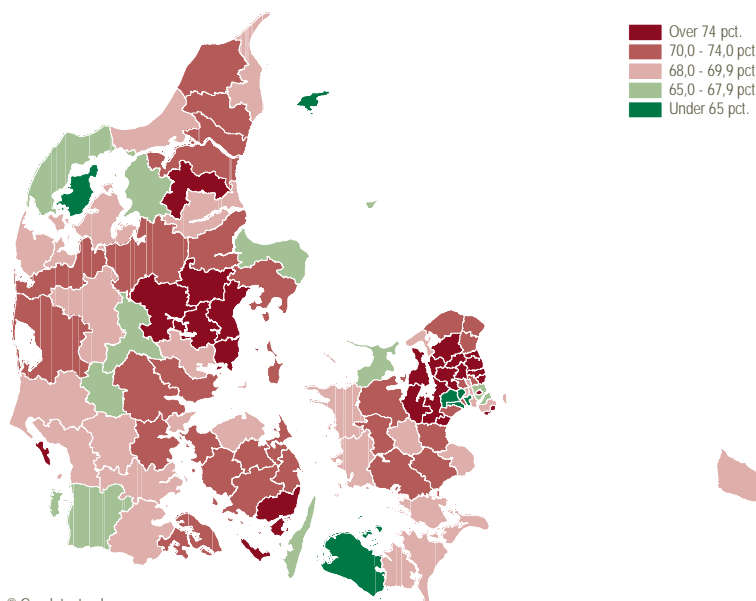 Over 74 pct.
70,0 - 74,0 pct
68,0 - 69,9 pct
65,0 - 67,9 pct
Under 65 pct.